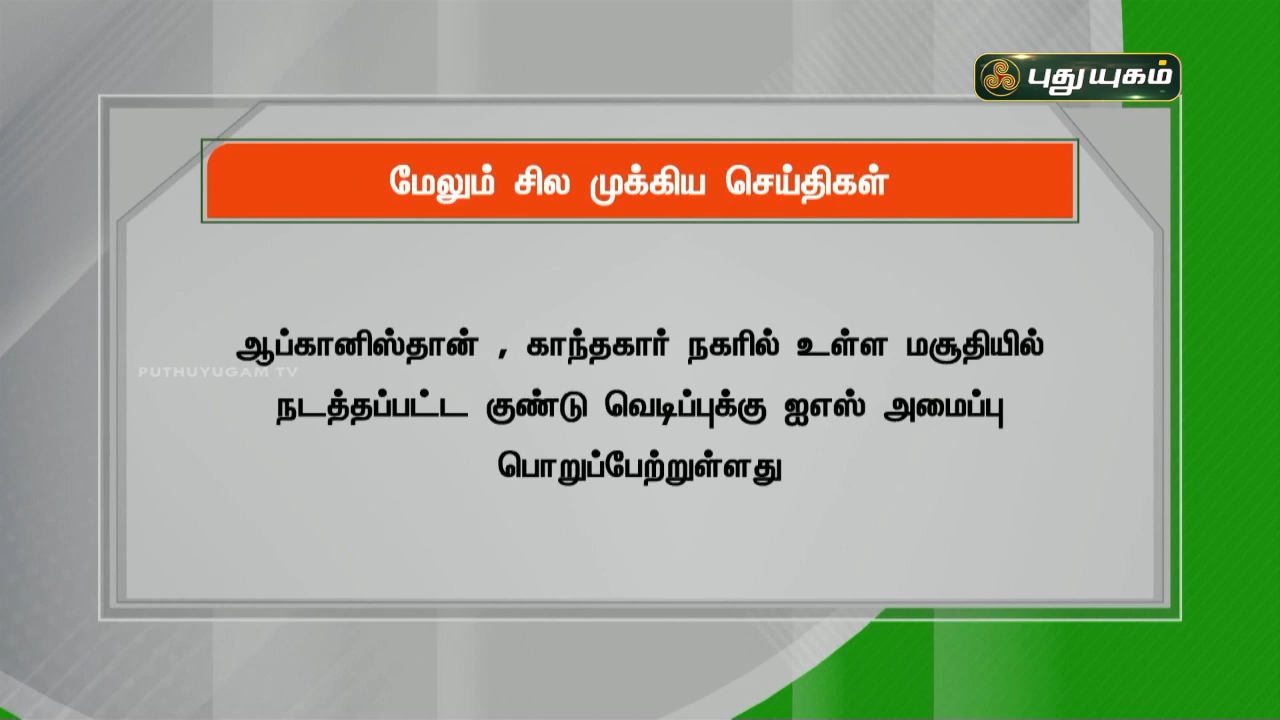 புதுயுகம்
மேலும் சில முக்கிய செய்திகள்
ஆப்கானிஸ்தான் , காந்தகார் நகரில் உள்ள மசூதியில்
PUTHUYUGAM TV
நடத்தப்பட்ட குண்டு வெடிப்புக்கு ஐஎஸ் அமைப்பு
பொறுப்பேற்றுள்ளது